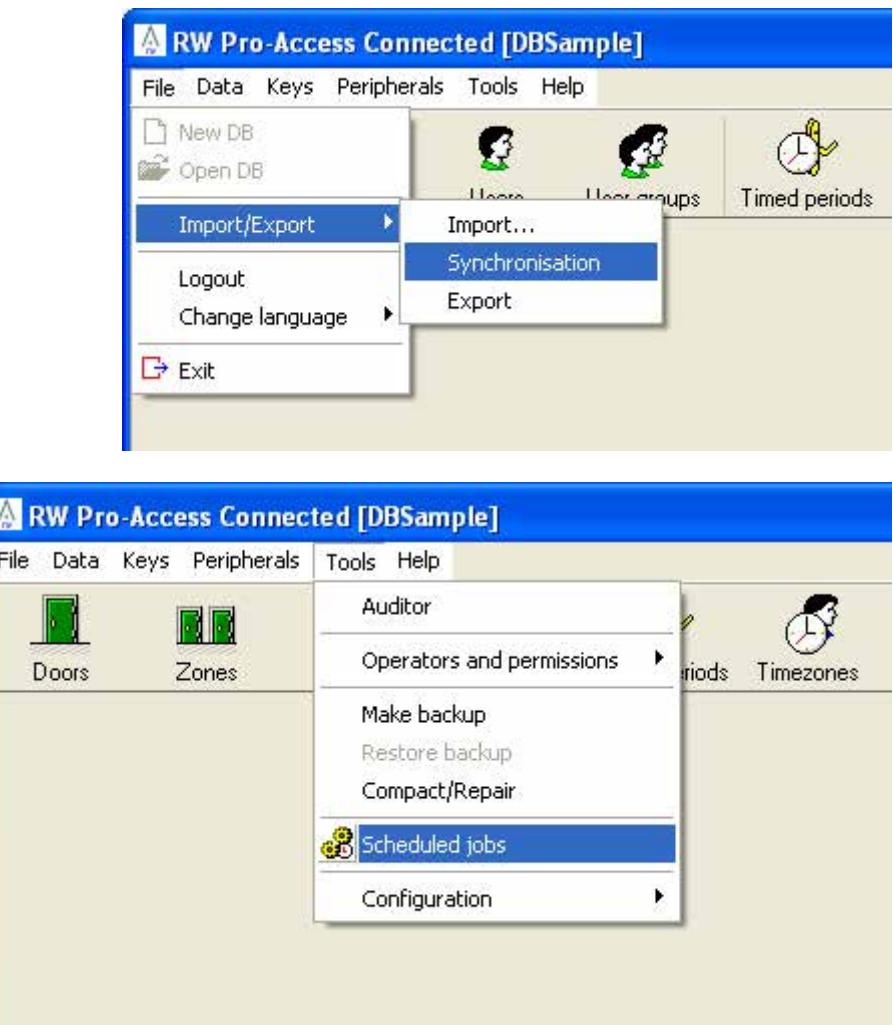 RW Pro-Access Connected [DBSample]
File Data Keys Peripherals Tools Help
New DB
Open DB
Users User groups Timed periods
Import/Export
Import...
Synchronisation
Export
Logout
Change language
Exit
RW Pro-Access Connected [DBSample]
File Data Keys Peripherals Tools Help
Doors Zones riods Timezones
Auditor
Operators and permissions
Make backup
Restore backup
Compact/Repair
Scheduled jobs
Configuration